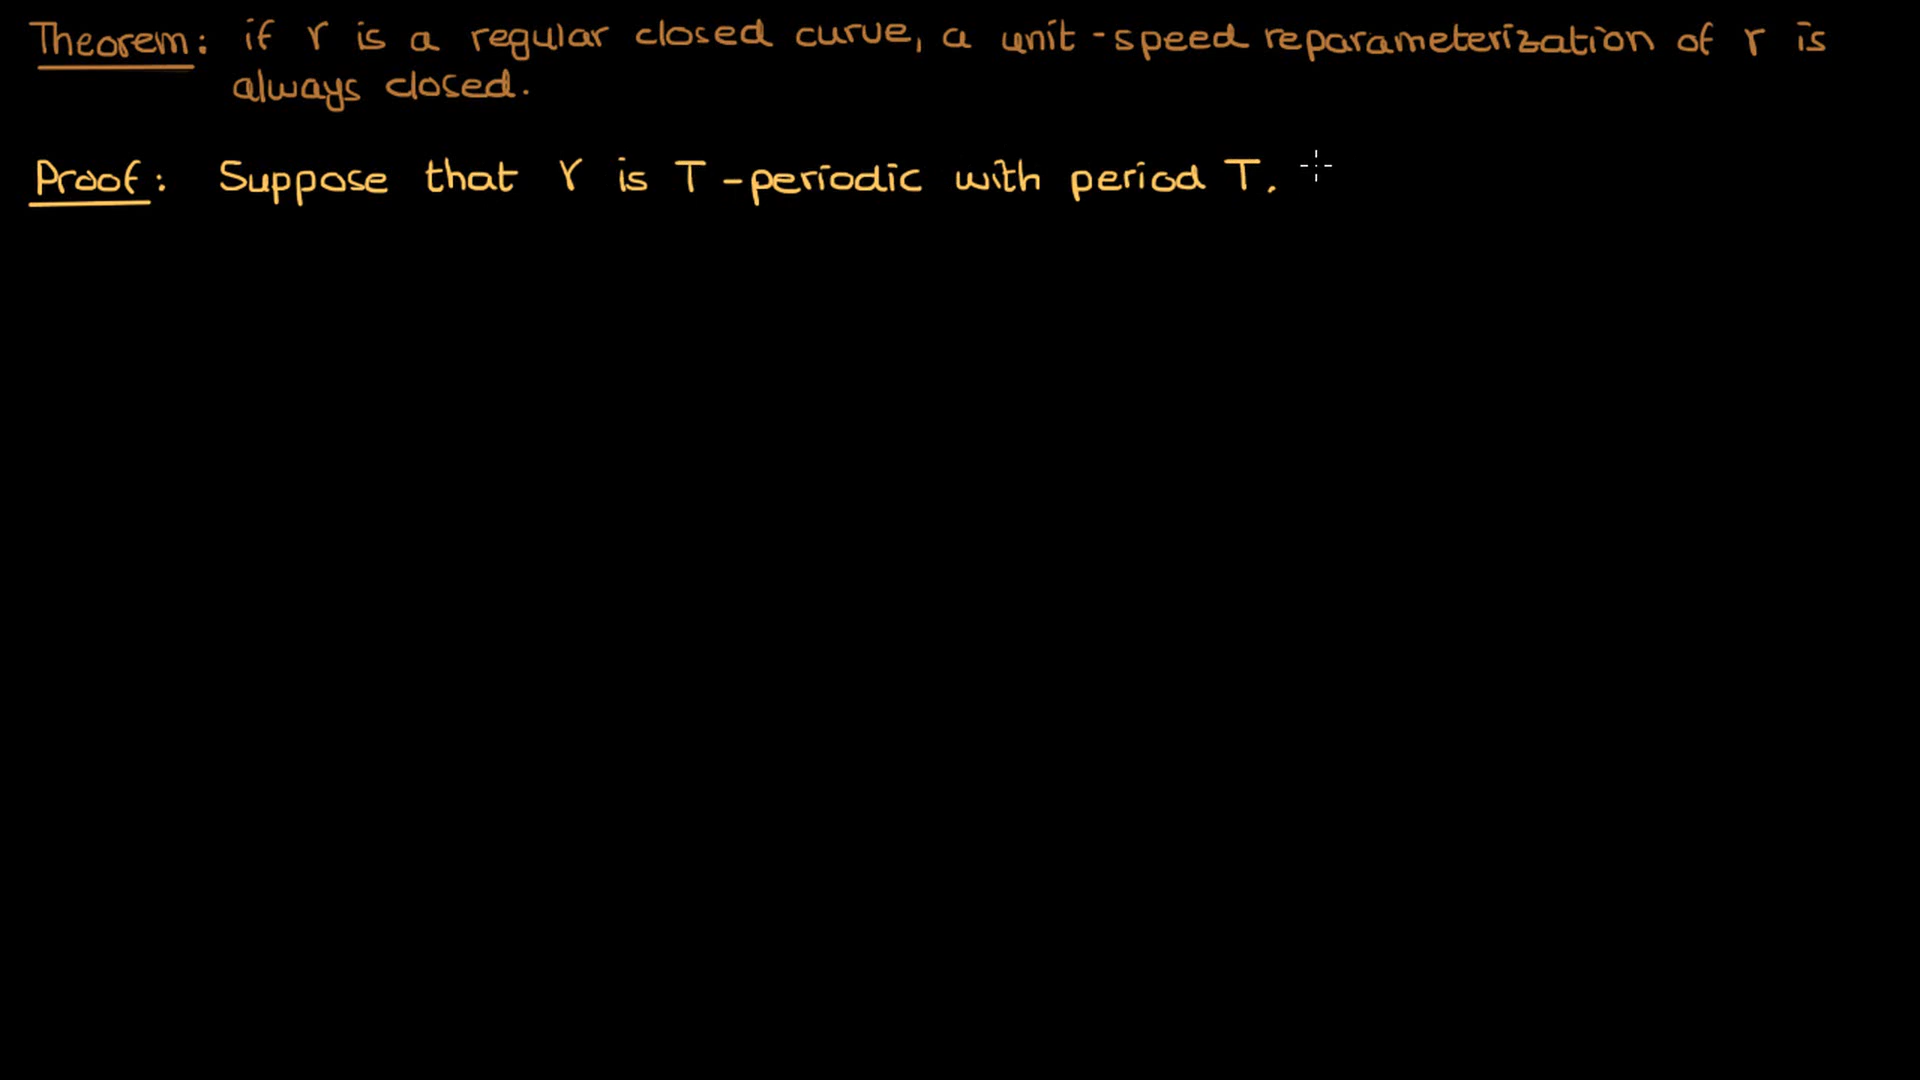 Theorem: if γ is a regular closed curve, a unit-speed reparameterization of γ is
always closed.
Proof: Suppose that γ is T-periodic with period T.